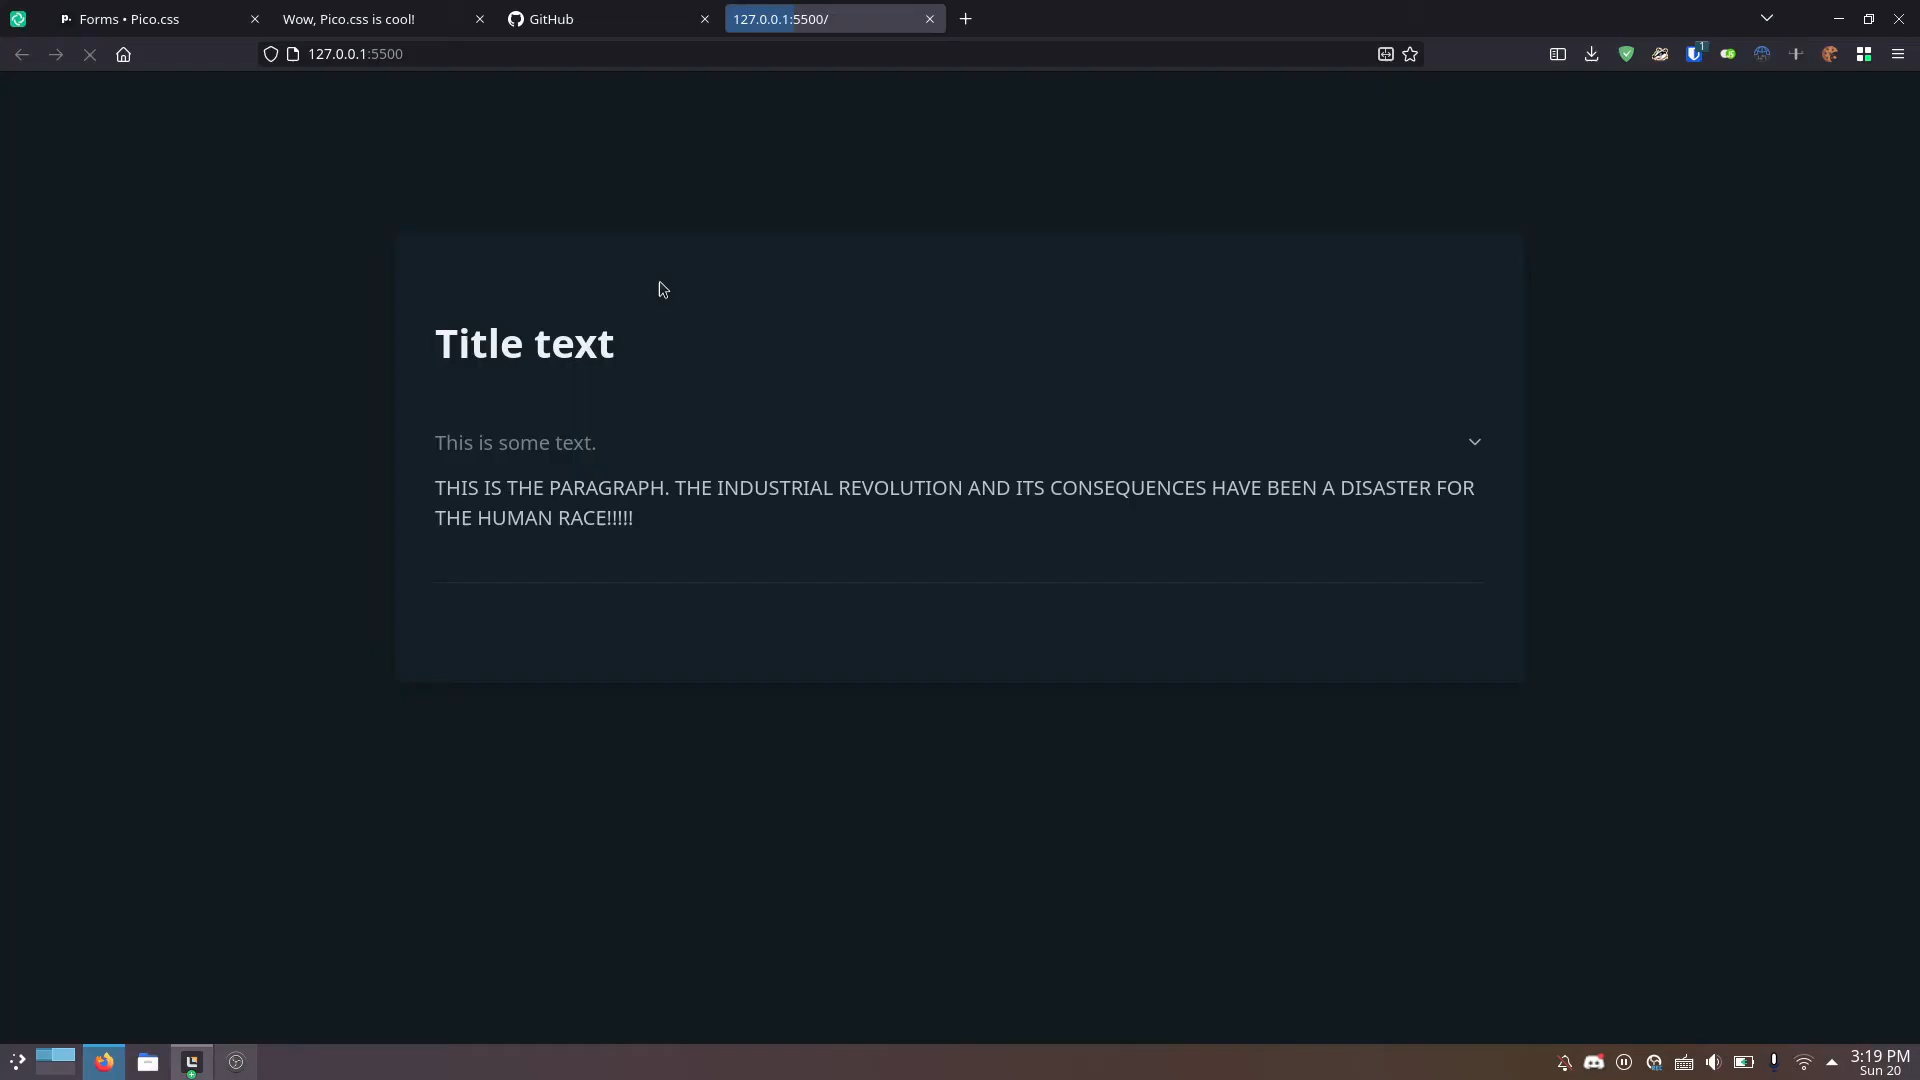 Forms • Pico.css
Wow, Pico.css is cool!
GitHub
127.0.0.1:5500/
127.0.0.1:5500
1
Title text
This is some text.
THIS IS THE PARAGRAPH. THE INDUSTRIAL REVOLUTION AND ITS CONSEQUENCES HAVE BEEN A DISASTER FOR
THE HUMAN RACE!!!!!
3:19 PM
Sun 20